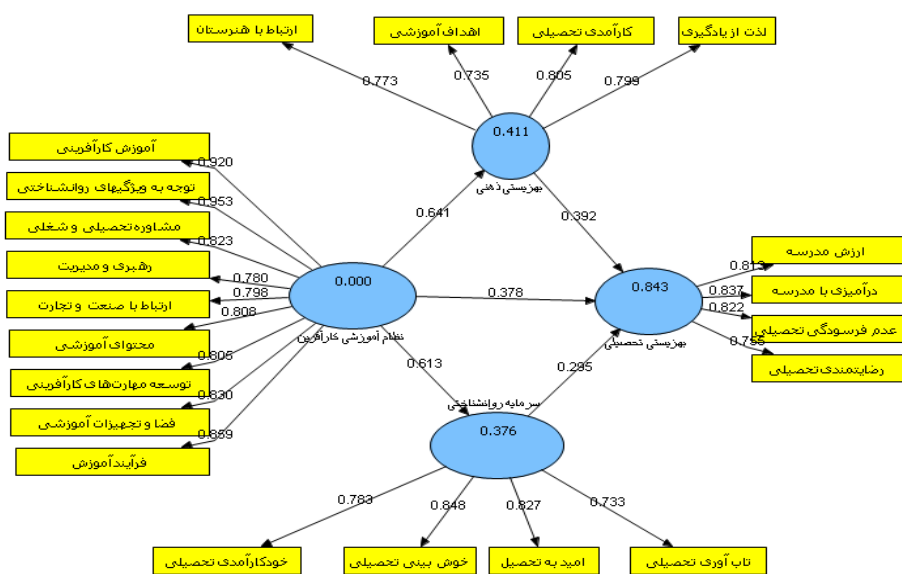 ارتباط با هنرستان
اهداف آموزشی
کارآمدی تحصیلی
لذت از یادگیری
0.773
0.735
0.805
0.799
0.411
بهزیستی ذهنی
آموزش کارآفرینی
0.920
توجه به ویژگیهای روانشناختی
0.953
مشاوره تحصیلی و شغلی
0.823
رهبری و مدیریت
0.780
ارتباط با صنعت و تجارت
0.798
محتوای آموزشی
0.808
توسعه مهارت‌های کارآفرینی
0.805
فضا و تجهیزات آموزشی
0.830
فرآیند آموزش
0.859
0.000
نظام آموزشی کارآفرین
0.641
0.392
0.378
0.613
0.295
0.843
بهزیستی تحصیلی
ارزش مدرسه
0.813
درآمیزی با مدرسه
0.837
عدم فرسودگی تحصیلی
0.822
رضایتمندی تحصیلی
0.755
سرمایه روانشناختی
0.376
0.783
0.848
0.827
0.733
خودکارآمدی تحصیلی
خوش بینی تحصیلی
امید به تحصیل
تاب آوری تحصیلی